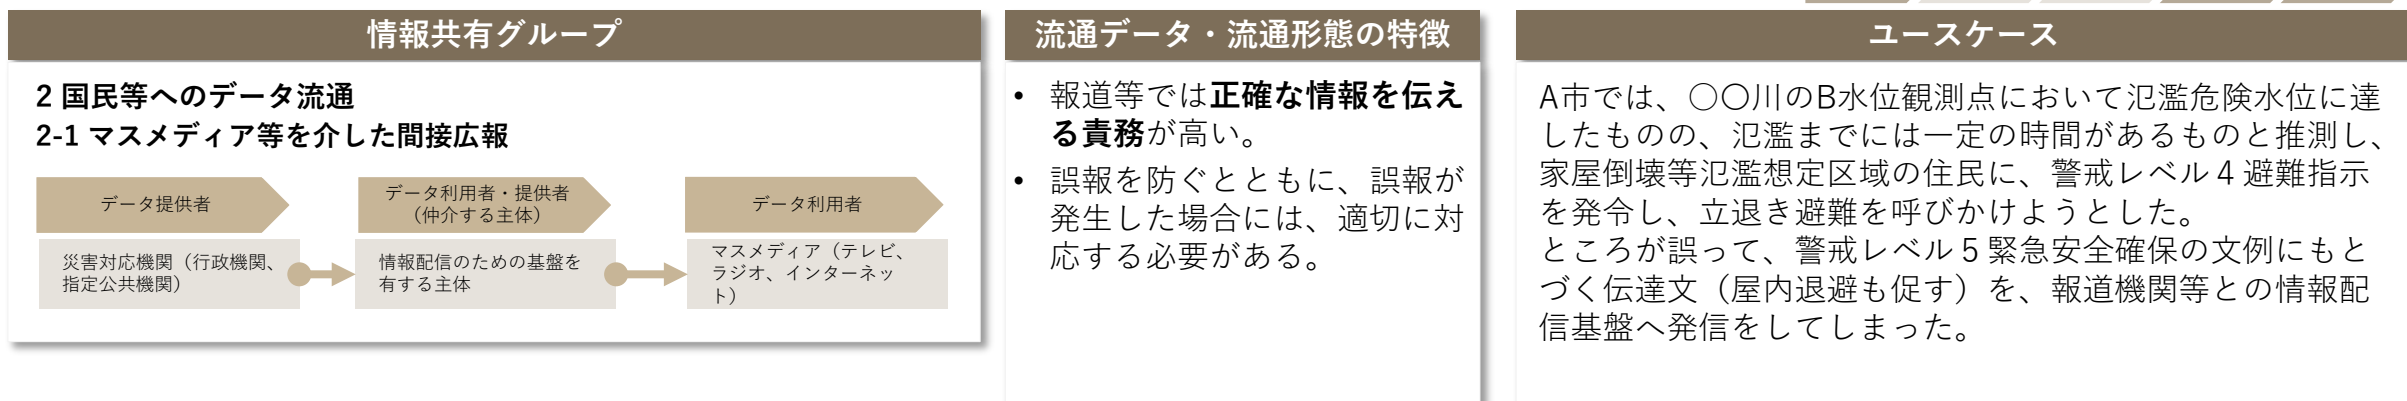 情報共有グループ
2 国民等へのデータ流通
2-1 マスメディア等を介した間接広報
データ提供者
データ利用者・提供者
（仲介する主体）
データ利用者
災害対応機関（行政機関、
指定公共機関）
情報配信のための基盤を
有する主体
マスメディア（テレビ、
ラジオ、インターネッ
ト）
流通データ・流通形態の特徴
• 報道等では正確な情報を伝え
る責務が高い。
• 誤報を防ぐとともに、誤報が
発生した場合には、適切に対
応する必要がある。
ユースケース
A市では、〇〇川のB水位観測点において氾濫危険水位に達
したものの、氾濫までには一定の時間があるものと推測し、
家屋倒壊等氾濫想定区域の住民に、警戒レベル４避難指示
を発令し、立退き避難を呼びかけようとした。
ところが誤って、警戒レベル５緊急安全確保の文例にもと
づく伝達文（屋内退避も促す）を、報道機関等との情報配
信基盤へ発信をしてしまった。